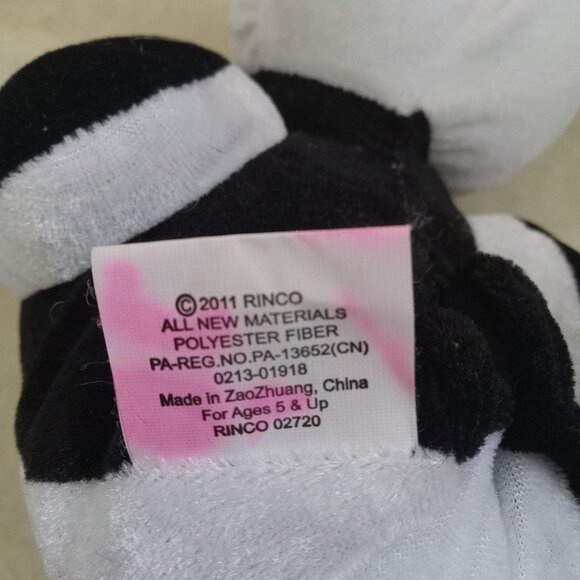 ©2011 RINCO
ALL NEW MATERIALS
POLYESTER FIBER
PA-REG.NO.PA-13652(CN)
0213-01918
Made in ZaoZhuang, China
For Ages 5 & Up
RINCO 02720